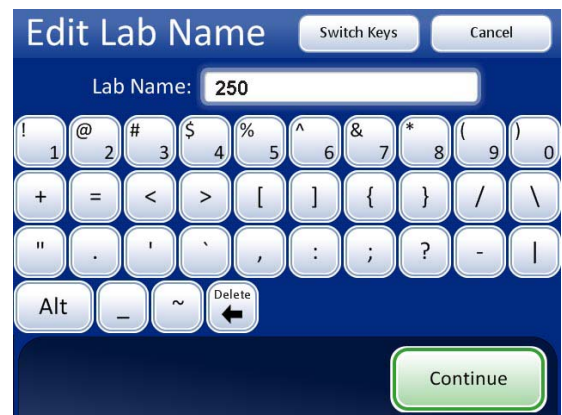 Edit Lab Name Switch Keys Cancel
Lab Name: 250
! 1 @ 2 # 3 $ 4 % 5 ^ 6 & 7 * 8 ( 9 ) 0
+ = < > [ ] { } / \
" . ' ` , : ; ? - |
Alt _ ~ Delete
Continue